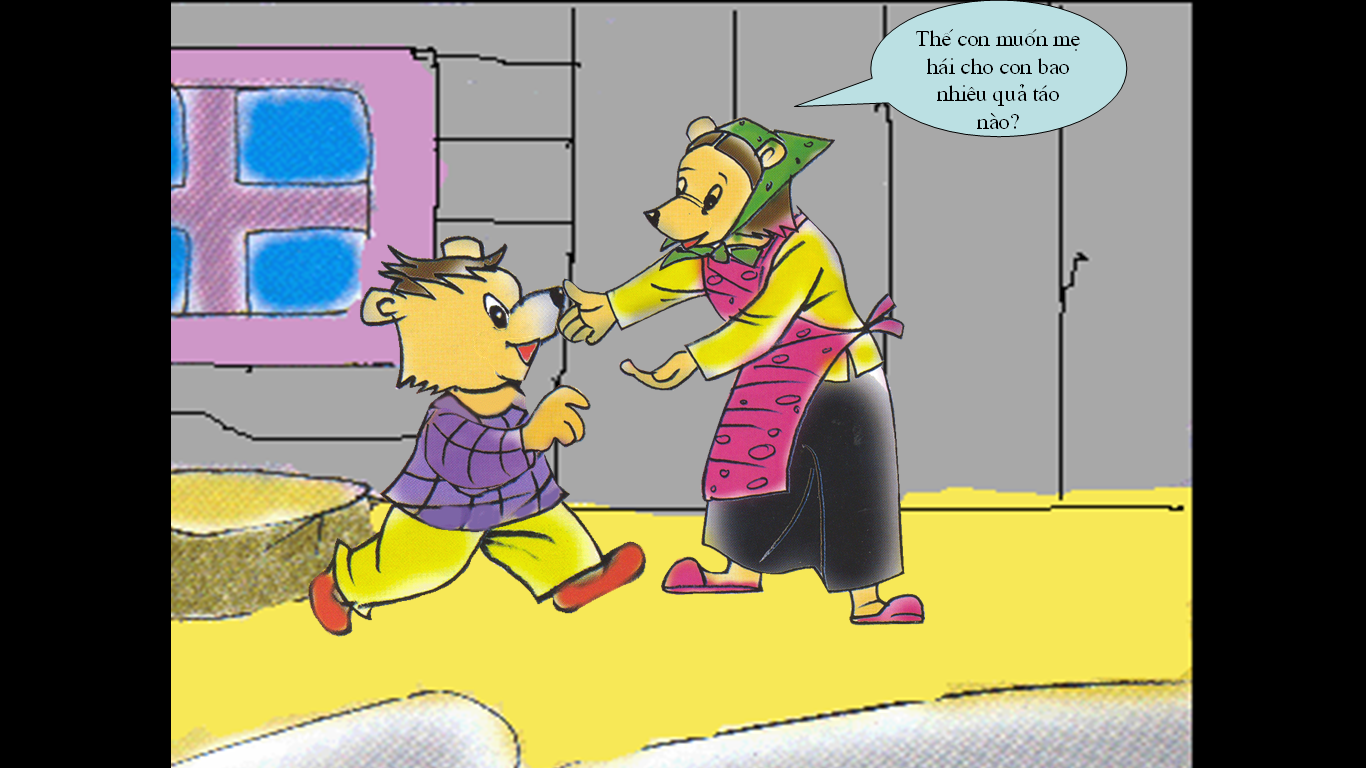 Thế con muốn mẹ
hái cho con bao
nhiêu quả táo
nào?